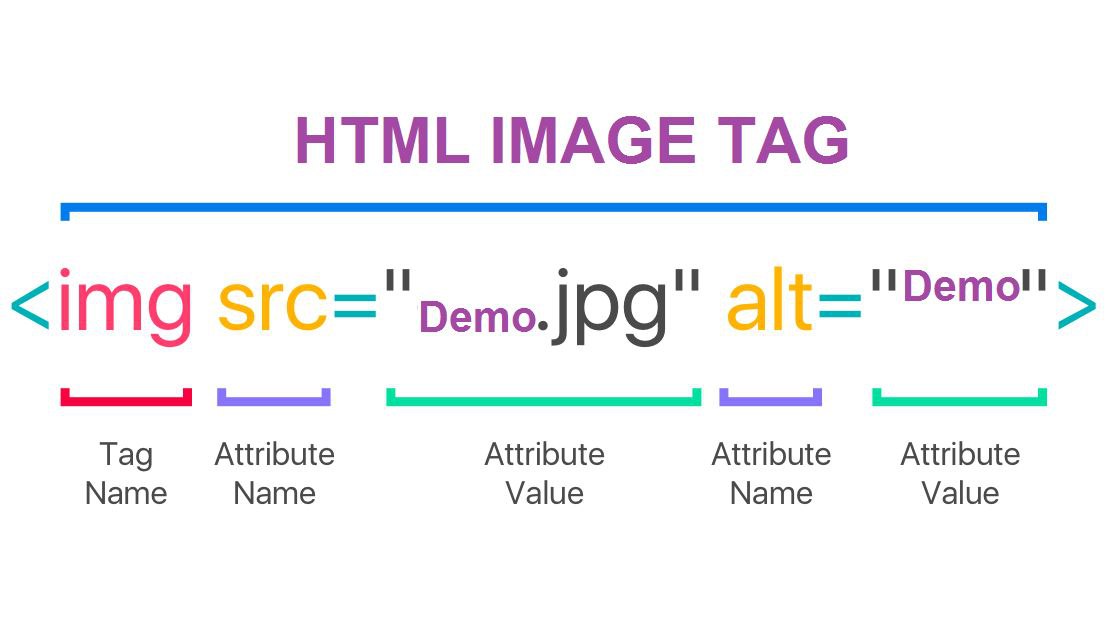 HTML IMAGE TAG
<img src="Demo.jpg" alt="Demo">
Tag Name
Attribute Name
Attribute Value
Attribute Name
Attribute Value